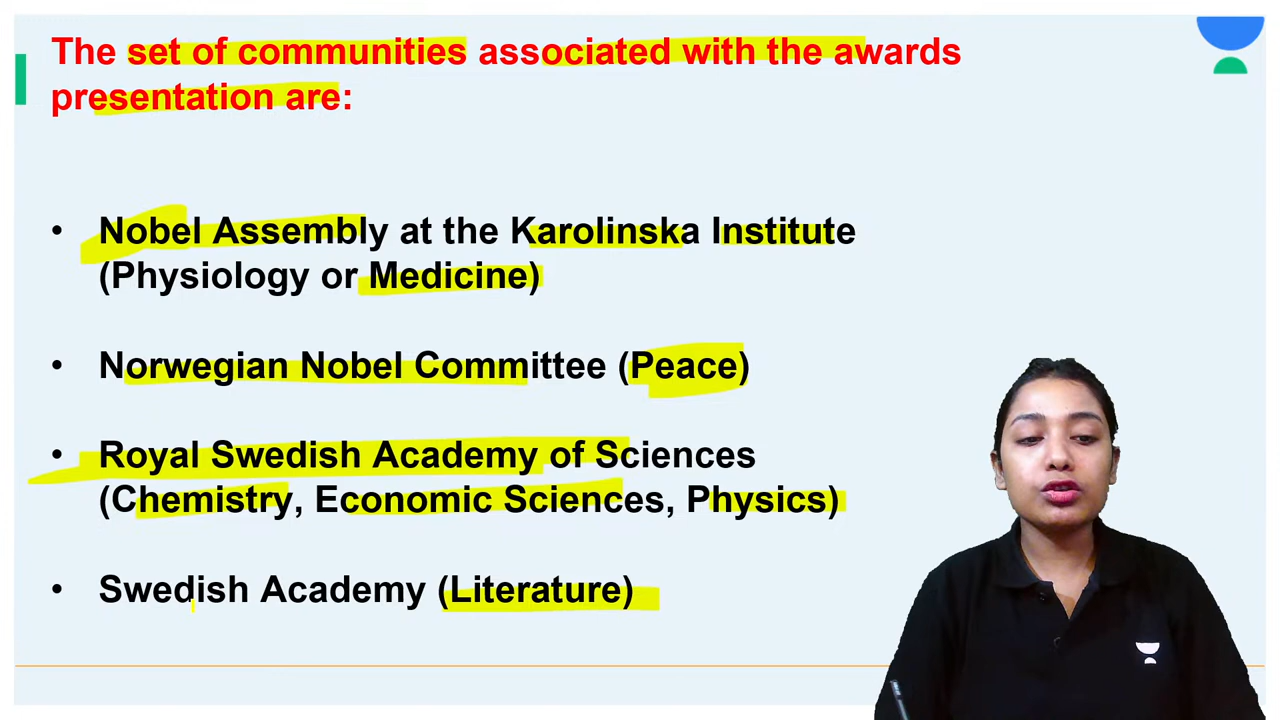 The set of communities associated with the awards
presentation are:
• Nobel Assembly at the Karolinska Institute
(Physiology or Medicine)
• Norwegian Nobel Committee (Peace)
• Royal Swedish Academy of Sciences
(Chemistry, Economic Sciences, Physics)
• Swedish Academy (Literature)